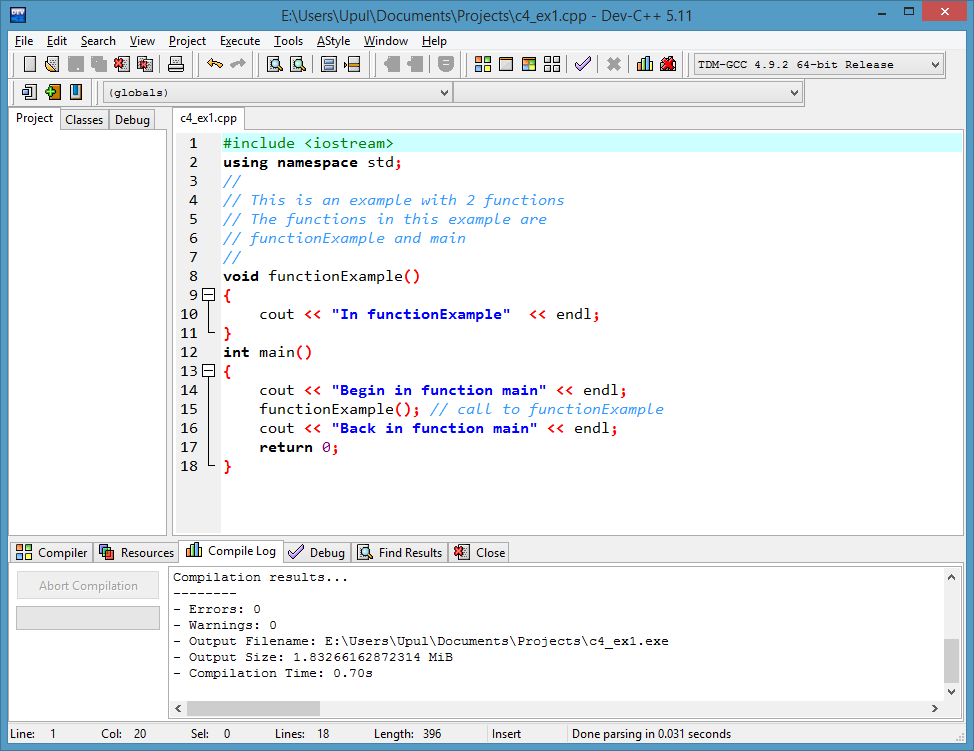 E:\Users\Upul\Documents\Projects\c4_ex1.cpp - Dev-C++ 5.11
File Edit Search View Project Execute Tools AStyle Window Help
TDM-GCC 4.9.2 64-bit Release
(globals)
Project Classes Debug
c4_ex1.cpp
1 #include <iostream>
2 using namespace std;
3 //
4 // This is an example with 2 functions
5 // The functions in this example are
6 // functionExample and main
7 //
8 void functionExample()
9 {
10     cout << "In functionExample"  << endl;
11 }
12 int main()
13 {
14     cout << "Begin in function main" << endl;
15     functionExample(); // call to functionExample
16     cout << "Back in function main" << endl;
17     return 0;
18 }
Compiler Resources Compile Log Debug Find Results Close
Abort Compilation
Compilation results...
--------
- Errors: 0
- Warnings: 0
- Output Filename: E:\Users\Upul\Documents\Projects\c4_ex1.exe
- Output Size: 1.83266162872314 MiB
- Compilation Time: 0.70s
Line: 1 Col: 20 Sel: 0 Lines: 18 Length: 396 Insert Done parsing in 0.031 seconds